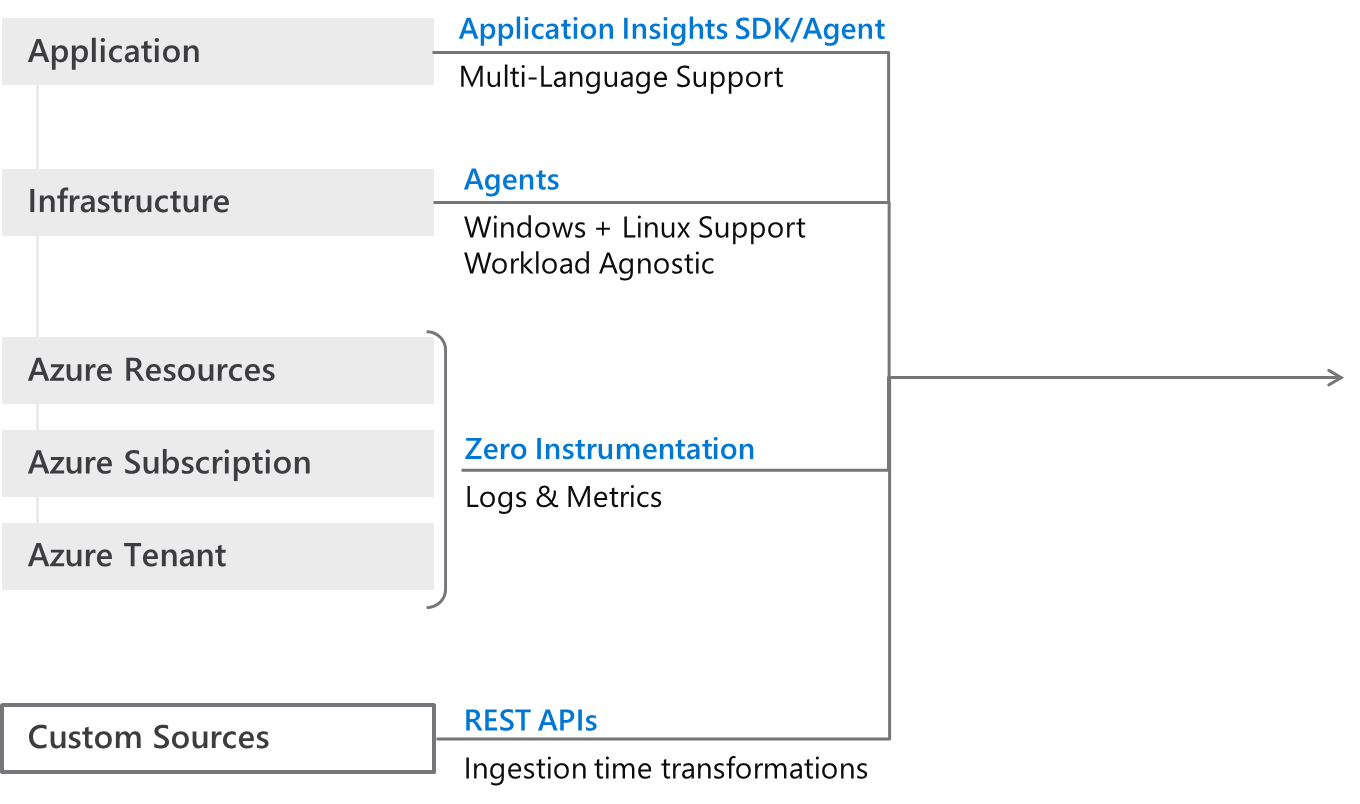 Application
Application Insights SDK/Agent
Multi-Language Support
Infrastructure
Agents
Windows + Linux Support
Workload Agnostic
Azure Resources
Azure Subscription
Azure Tenant
Zero Instrumentation
Logs & Metrics
Custom Sources
REST APIs
Ingestion time transformations